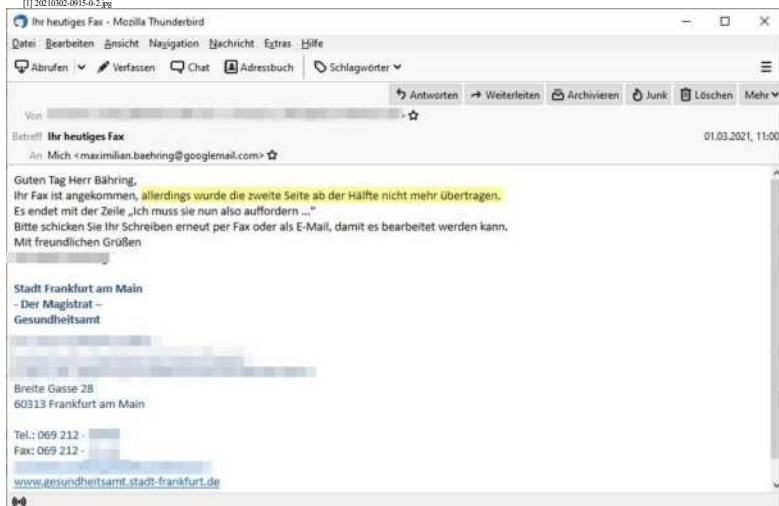 [1] 20210302-0915-0-2.jpg
Ihr heutiges Fax - Mozilla Thunderbird
Datei Bearbeiten Ansicht Navigation Nachricht Extras Hilfe
Abrufen Verfassen Chat Adressbuch Schlagwörter
Antworten Weiterleiten Archivieren Junk Löschen Mehr
Von
Betreff Ihr heutiges Fax 01.03.2021, 11:00
An Mich <maximilian.baehring@googlemail.com>
Guten Tag Herr Bähring,
Ihr Fax ist angekommen, allerdings wurde die zweite Seite ab der Hälfte nicht mehr übertragen.
Es endet mit der Zeile „Ich muss sie nun also auffordern ..."
Bitte schicken Sie Ihr Schreiben erneut per Fax oder als E-Mail, damit es bearbeitet werden kann.
Mit freundlichen Grüßen
Stadt Frankfurt am Main
- Der Magistrat –
Gesundheitsamt
Breite Gasse 28
60313 Frankfurt am Main
Tel.: 069 212 -
Fax: 069 212 -
www.gesundheitsamt.stadt-frankfurt.de